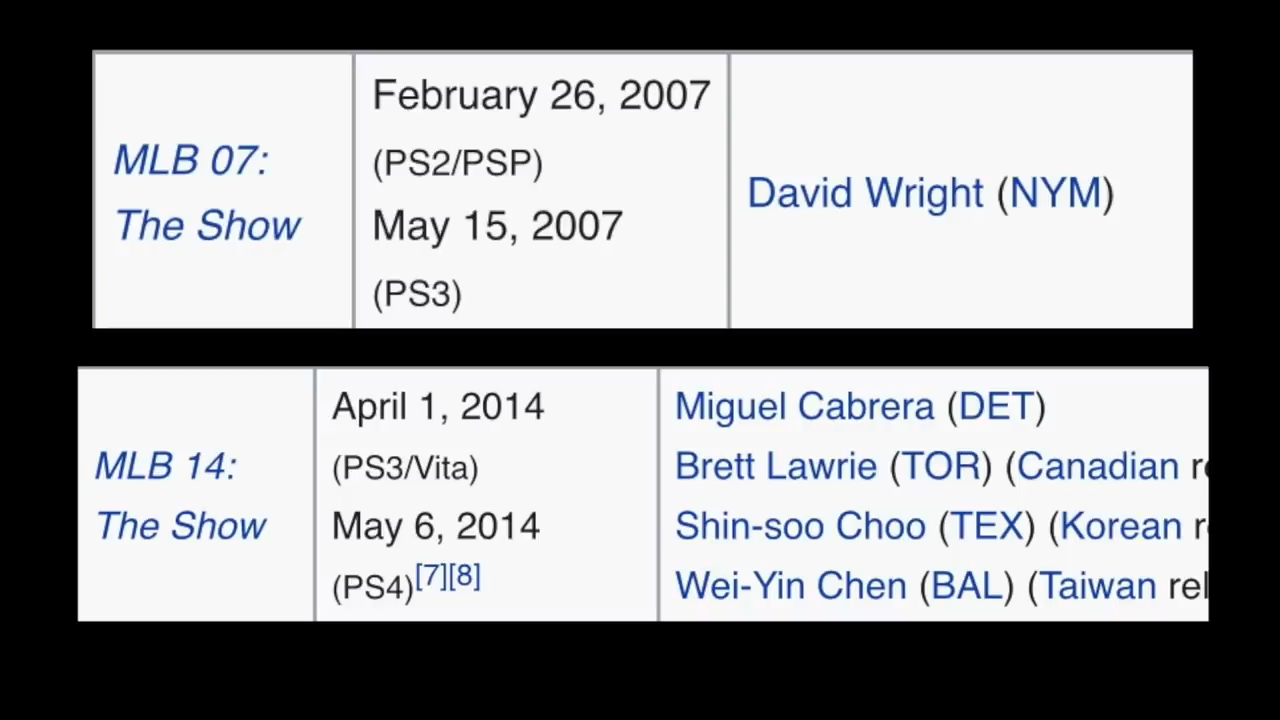 MLB 07:
The Show
February 26, 2007
(PS2/PSP)
May 15, 2007
(PS3)
David Wright (NYM)
MLB 14:
The Show
April 1, 2014
(PS3/Vita)
May 6, 2014
(PS4)[7][8]
Miguel Cabrera (DET)
Brett Lawrie (TOR) (Canadian
Shin-soo Choo (TEX) (Korean
Wei-Yin Chen (BAL) (Taiwan